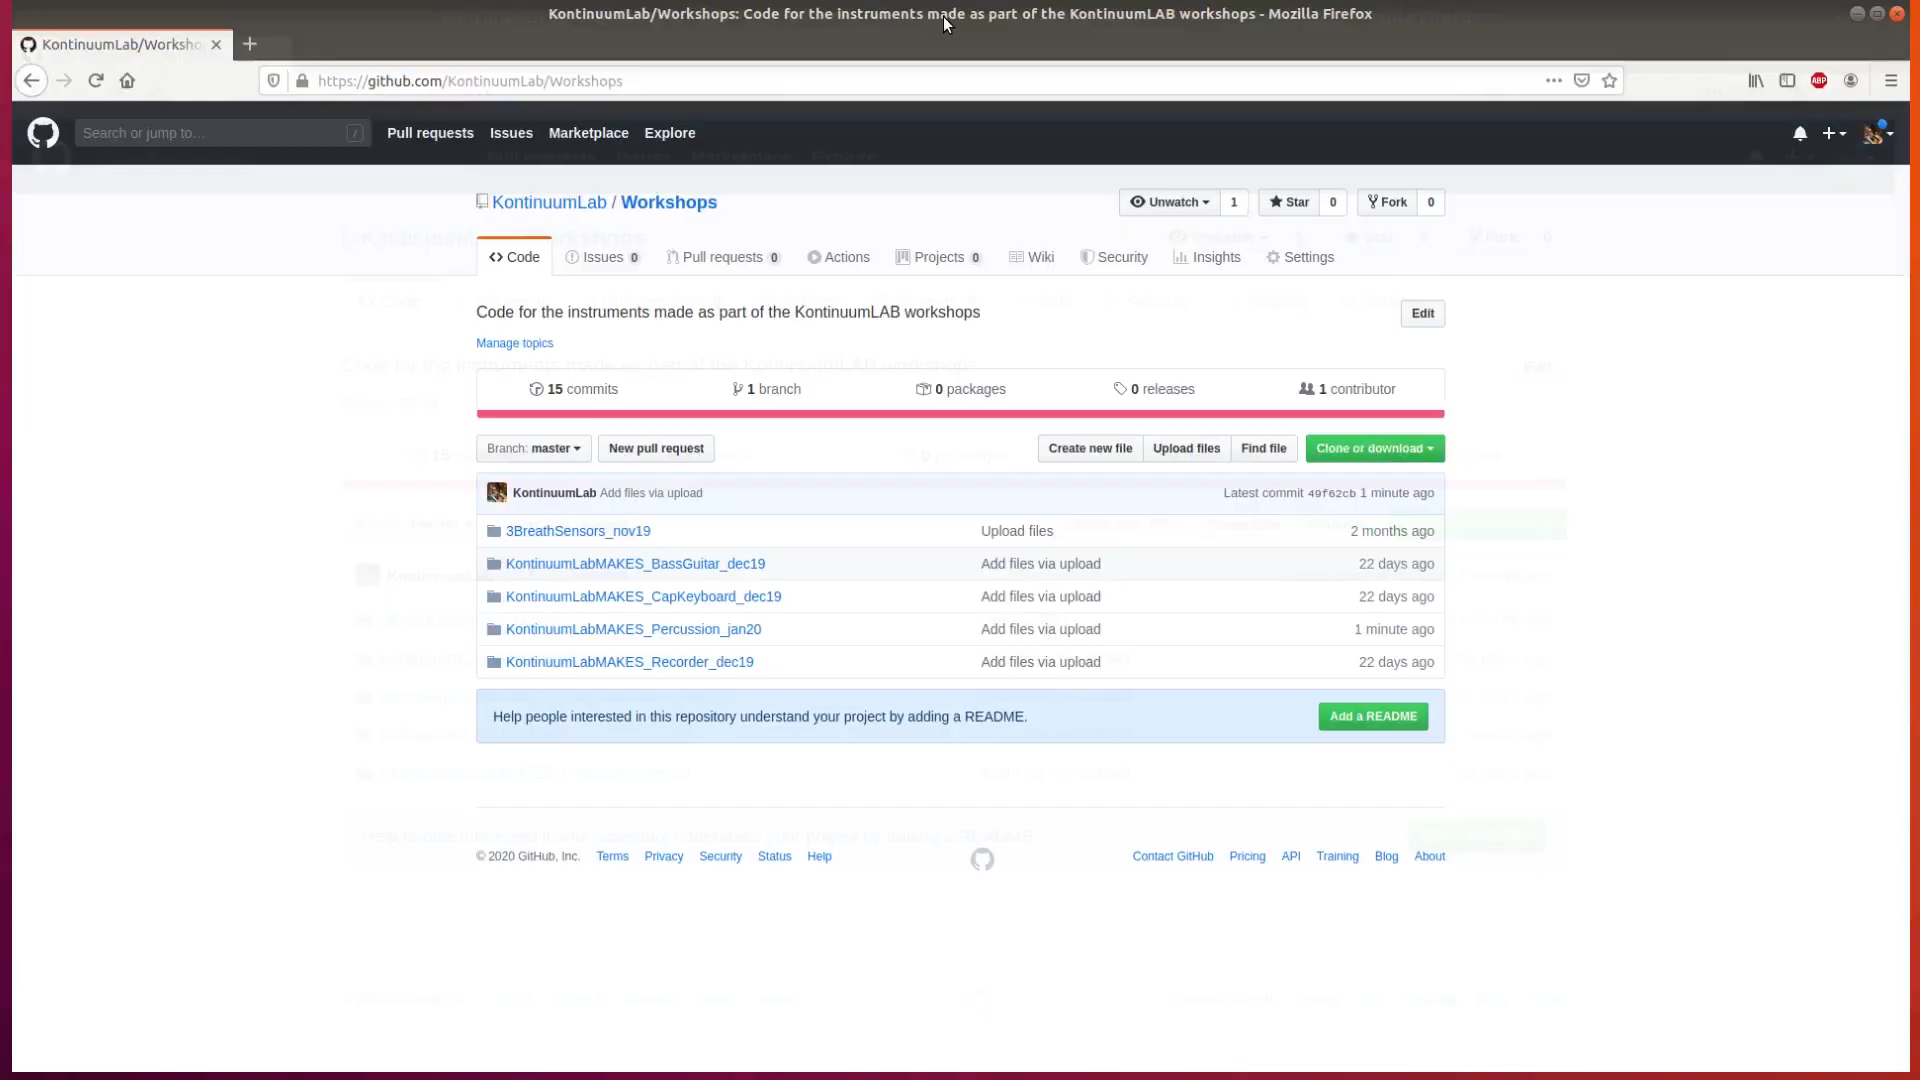 KontinuumLab/Workshops: Code for the instruments made as part of the KontinuumLAB workshops - Mozilla Firefox
KontinuumLab/Worksho
https://github.com/KontinuumLab/Workshops
ABP
Search or jump to… / Pull requests Issues Marketplace Explore
KontinuumLab / Workshops Unwatch 1 Star 0 Fork 0
Code Issues 0 Pull requests 0 Actions Projects 0 Wiki Security Insights Settings
Code for the instruments made as part of the KontinuumLAB workshops Edit
Manage topics
15 commits 1 branch 0 packages 0 releases 1 contributor
Branch: master New pull request Create new file Upload files Find file Clone or download
KontinuumLab Add files via upload Latest commit 49f62cb 1 minute ago
3BreathSensors_nov19 Upload files 2 months ago
KontinuumLabMAKES_BassGuitar_dec19 Add files via upload 22 days ago
KontinuumLabMAKES_CapKeyboard_dec19 Add files via upload 22 days ago
KontinuumLabMAKES_Percussion_jan20 Add files via upload 1 minute ago
KontinuumLabMAKES_Recorder_dec19 Add files via upload 22 days ago
Help people interested in this repository understand your project by adding a README. Add a README
© 2020 GitHub, Inc. Terms Privacy Security Status Help Contact GitHub Pricing API Training Blog About